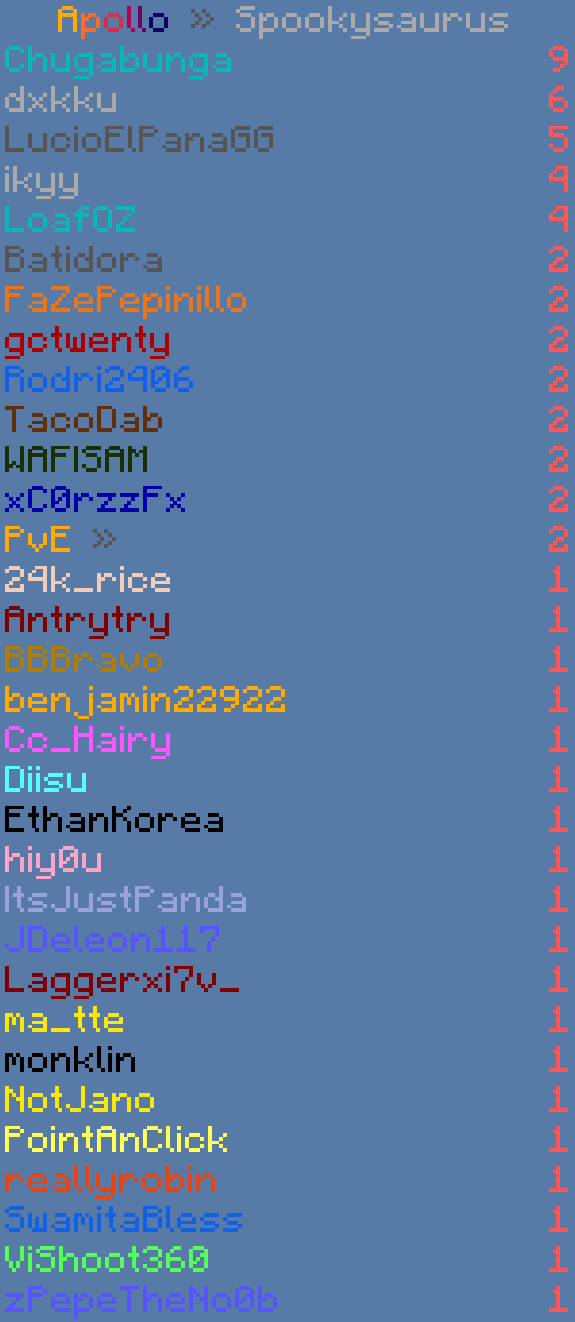 Apollo » Spookysaurus
Chugabunga 9
dxkku 6
LucioElPanaGG 5
ikyy 4
LoafOZ 4
Batidora 2
FaZePepinillo 2
gctwenty 2
Rodri2406 2
TacoDab 2
WAFISAM 2
xC0rzzFx 2
PvE » 2
24k_rice 1
Antrytry 1
BBBravo 1
benjamin22922 1
Cc_Hairy 1
Diisu 1
EthanKorea 1
hiy0u 1
ItsJustPanda 1
JDeleon117 1
Laggerxi7v_ 1
ma_tte 1
monklin 1
NotJano 1
PointAnClick 1
reallyrobin 1
SwamitaBless 1
ViShoot360 1
zPepeTheNo0b 1